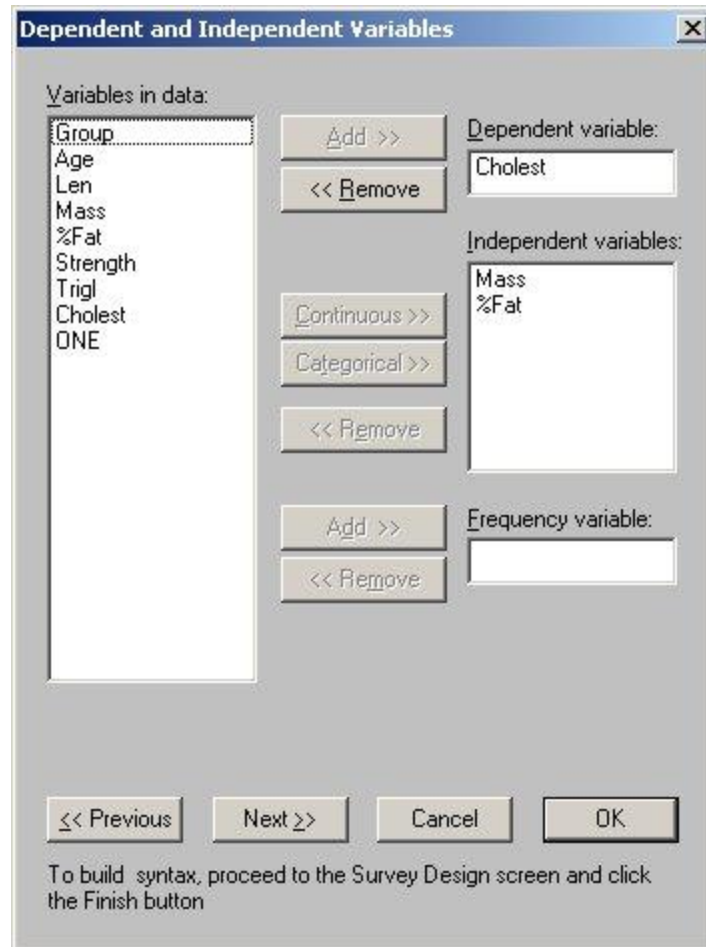 Dependent and Independent Variables
Variables in data:
Group
Age
Len
Mass
%Fat
Strength
Trigl
Cholest
ONE
Add >>
<< Remove
Dependent variable:
Cholest
Continuous >>
Categorical >>
<< Remove
Independent variables:
Mass
%Fat
Add >>
<< Remove
Frequency variable:
<< Previous
Next >>
Cancel
OK
To build syntax, proceed to the Survey Design screen and click
the Finish button